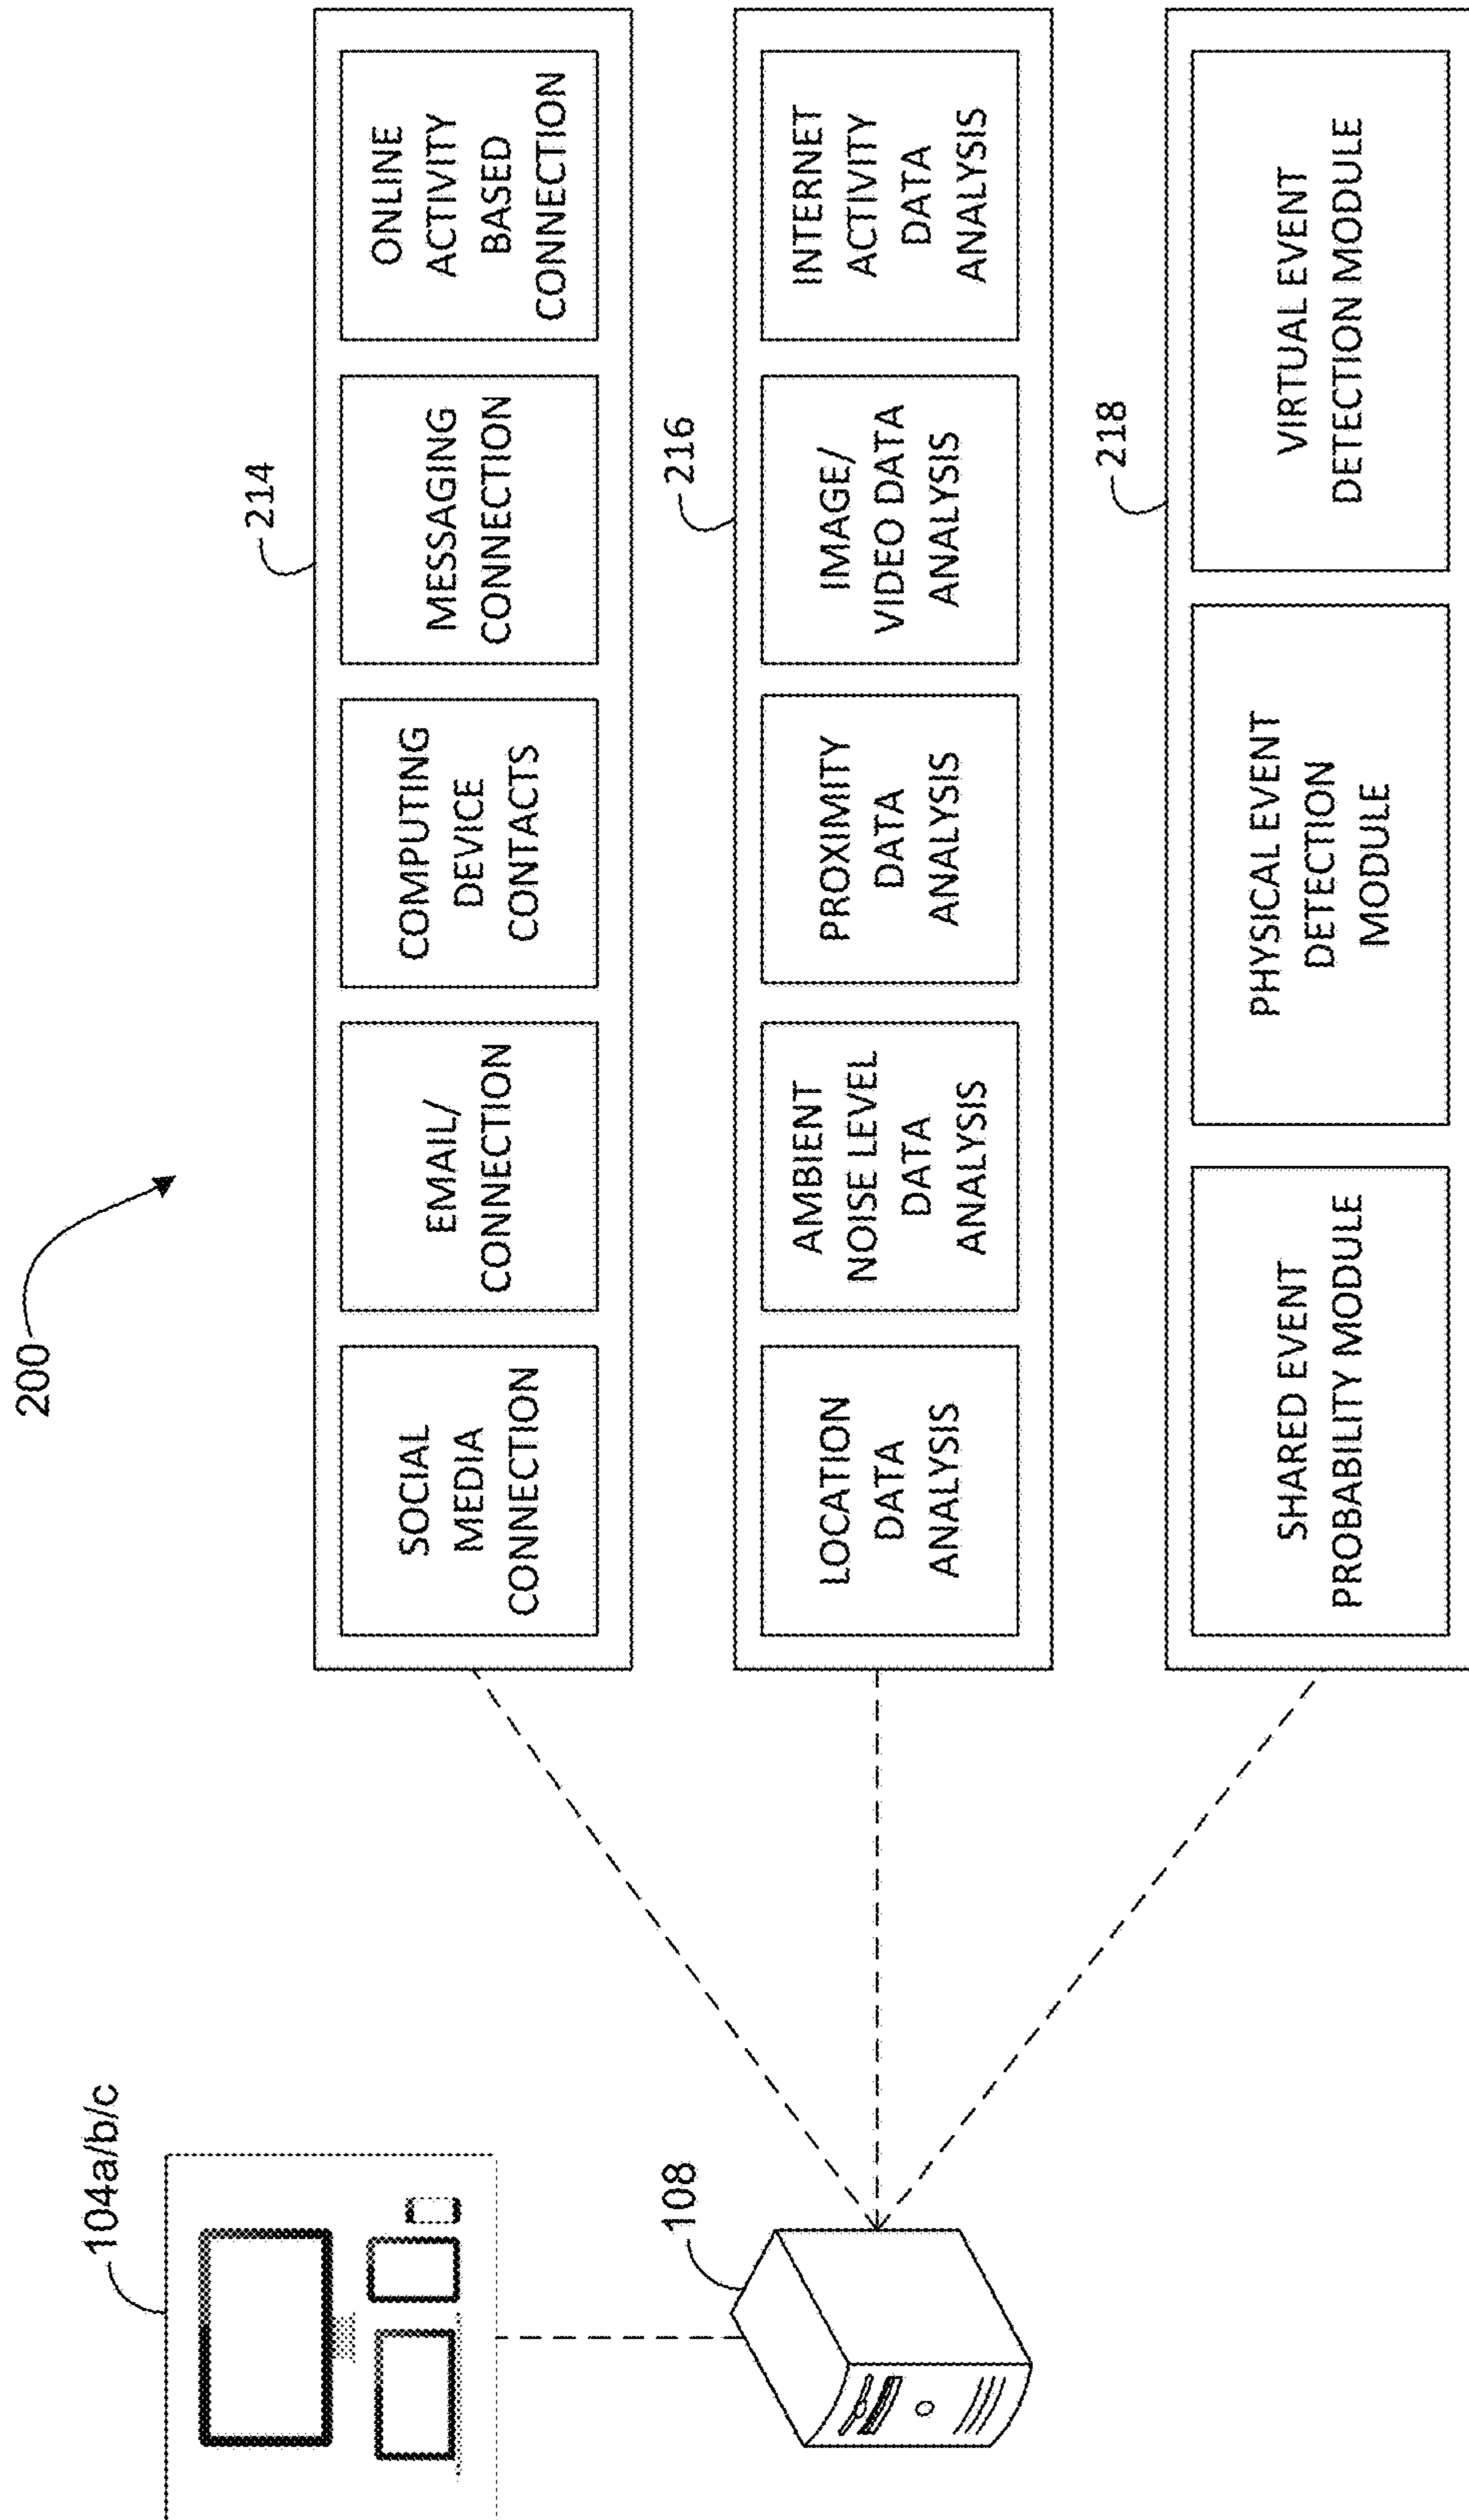 200
104a/b/c
108
214
SOCIAL
MEDIA
CONNECTION
EMAIL/
CONNECTION
COMPUTING
DEVICE
CONTACTS
MESSAGING
CONNECTION
ONLINE
ACTIVITY
BASED
CONNECTION
216
LOCATION
DATA
ANALYSIS
AMBIENT
NOISE LEVEL
DATA
ANALYSIS
PROXIMITY
DATA
ANALYSIS
IMAGE/
VIDEO DATA
ANALYSIS
INTERNET
ACTIVITY
DATA
ANALYSIS
218
SHARED EVENT
PROBABILITY MODULE
PHYSICAL EVENT
DETECTION
MODULE
VIRTUAL EVENT
DETECTION MODULE